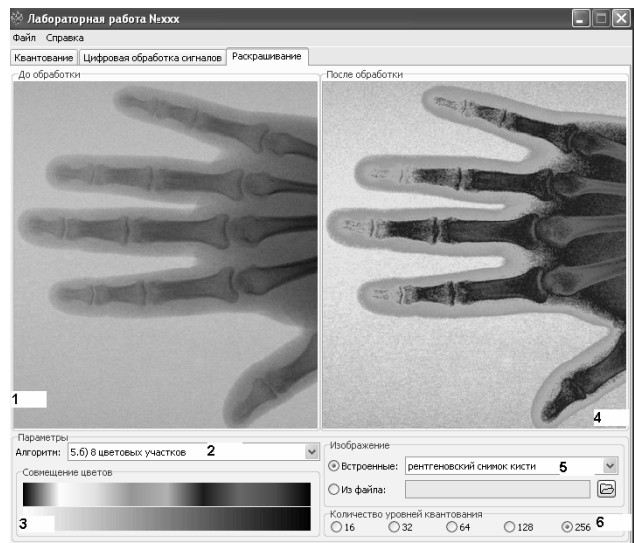 Лабораторная работа №xxx
Файл Справка
Квантование Цифровая обработка сигналов Раскрашивание
До обработки После обработки
1
4
Параметры
Алгоритм: 5.б) 8 цветовых участков 2
Совмещение цветов
3
Изображение
Встроенные: рентгеновский снимок кисти 5
Из файла:
Количество уровней квантования
16 32 64 128 256 6